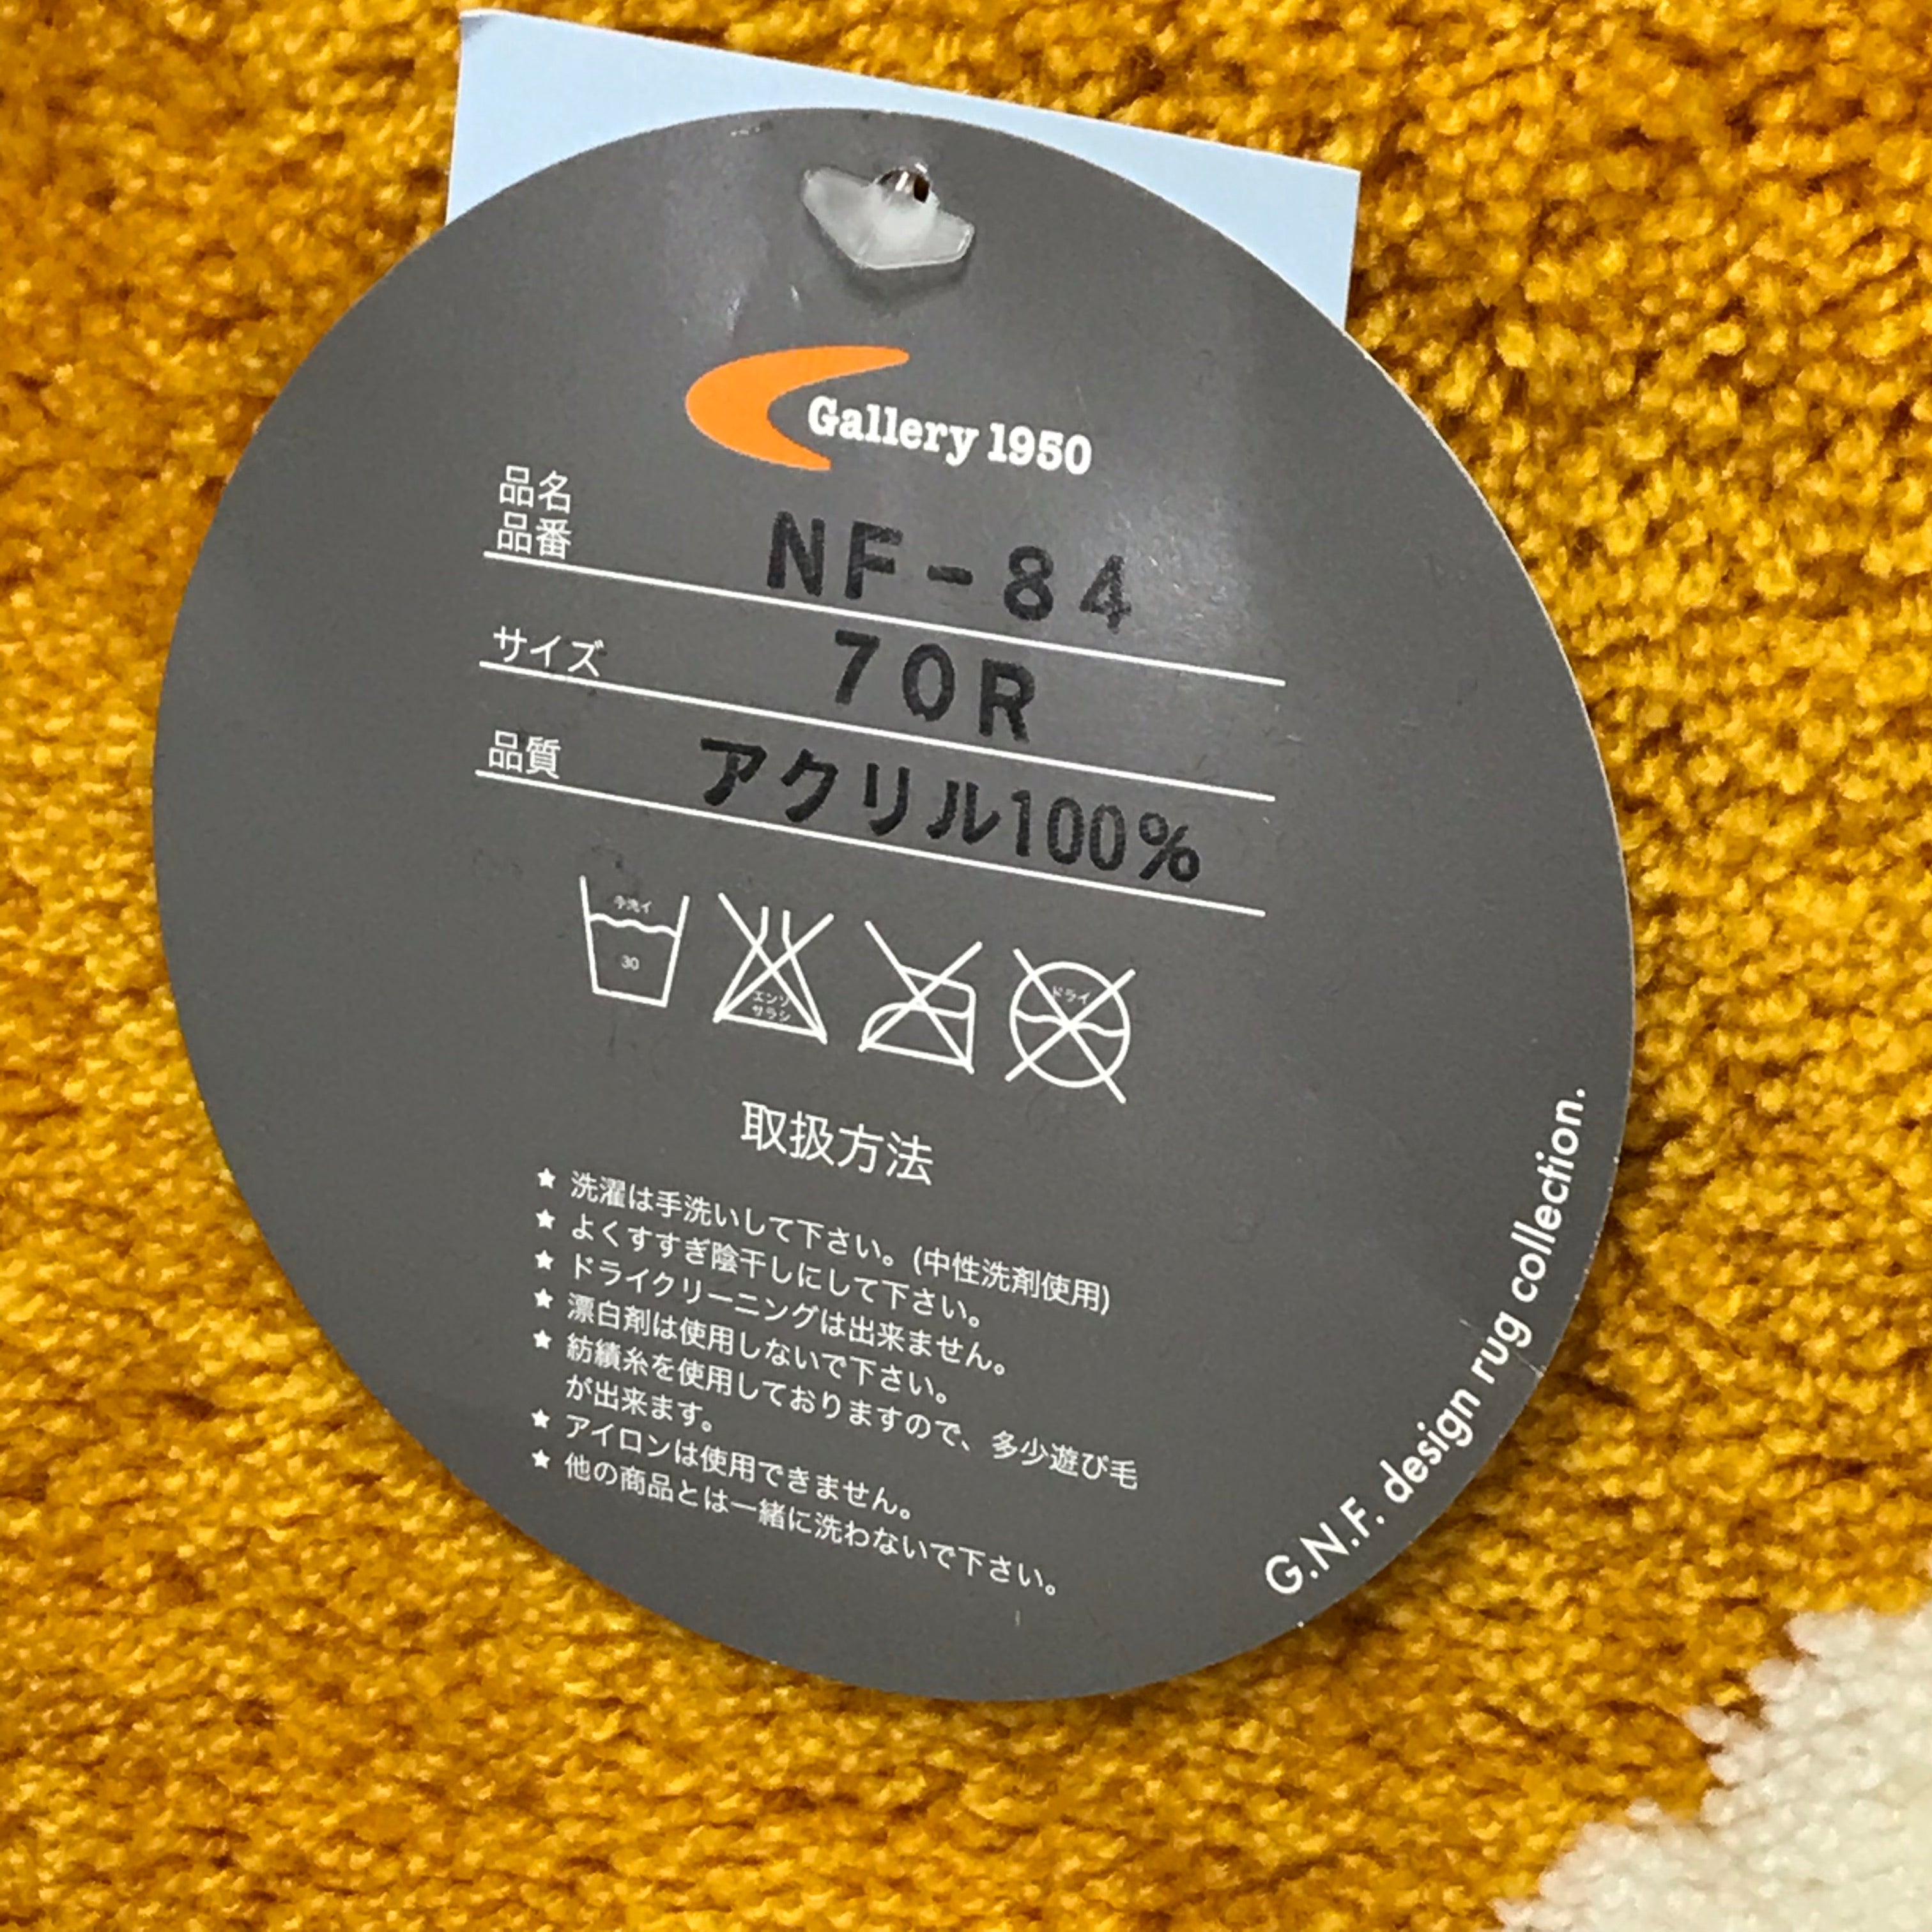 Gallery 1950
品名
品番 NF-84
サイズ 70R
品質 アクリル100%
手洗イ
30
エンソ
サラシ
ドライ
取扱方法
★ 洗濯は手洗いして下さい。(中性洗剤使用)
★ よくすすぎ陰干しにして下さい。
★ ドライクリーニングは出来ません。
★ 漂白剤は使用しないで下さい。
★ 紡績糸を使用しておりますので、多少遊び毛
が出来ます。
★ アイロンは使用できません。
★ 他の商品とは一緒に洗わないで下さい。
G.N.F. design rug collection.